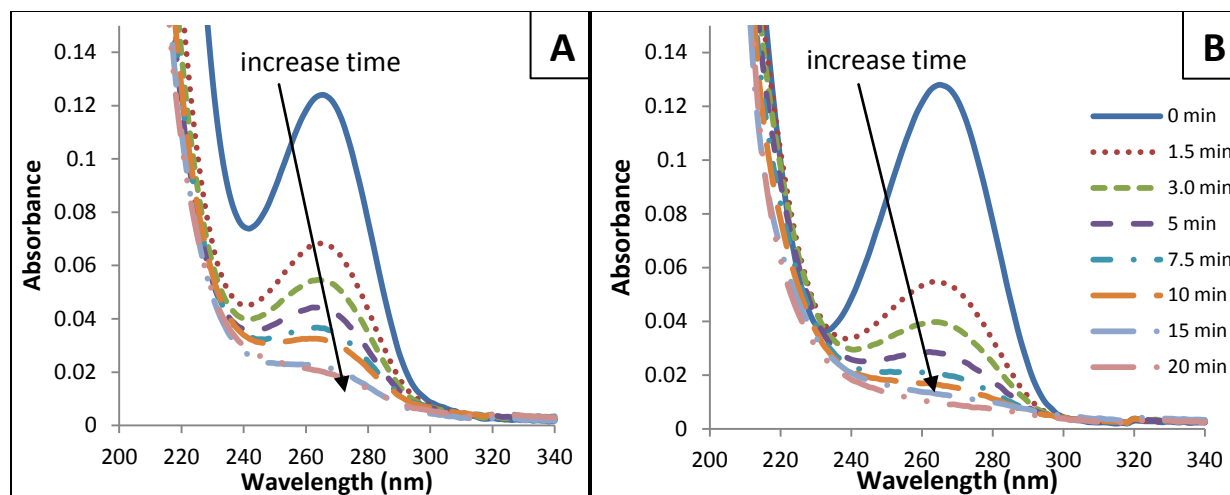 A
increase time
0.14
0.12
0.1
0.08
0.06
0.04
0.02
0
Absorbance
200 220 240 260 280 300 320 340
Wavelength (nm)
B
increase time
0.14
0.12
0.1
0.08
0.06
0.04
0.02
0
Absorbance
200 220 240 260 280 300 320 340
Wavelength (nm)
0 min
1.5 min
3.0 min
5 min
7.5 min
10 min
15 min
20 min